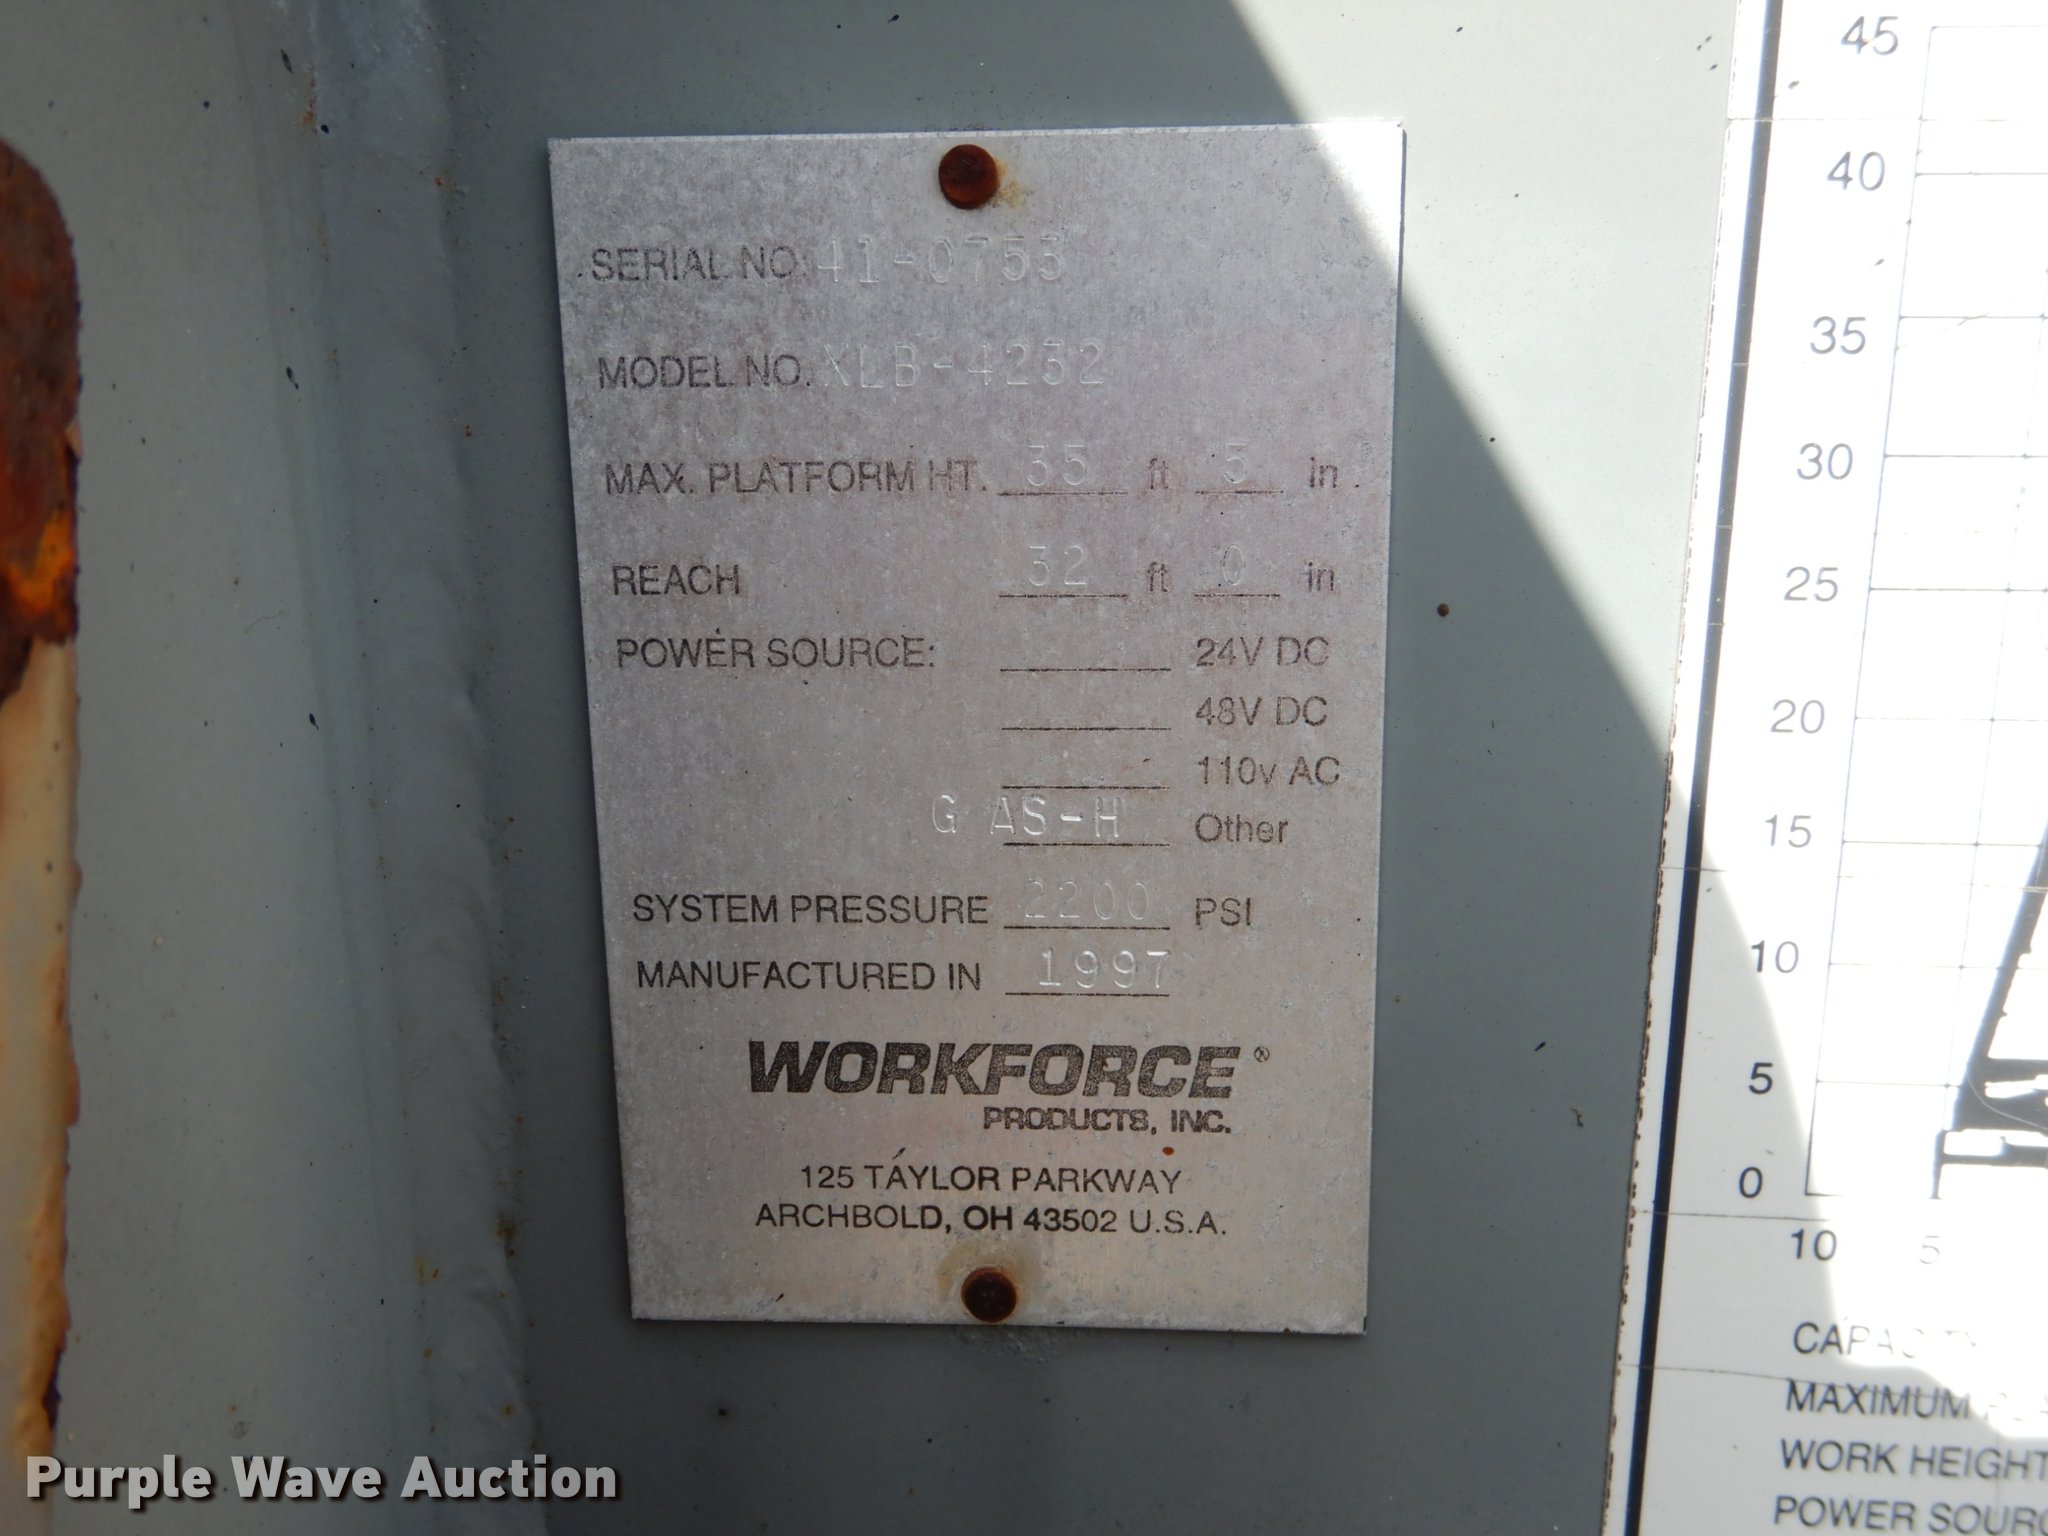 SERIAL NO. 41-0753
MODEL NO. XLB-4232
MAX. PLATFORM HT. 35 ft 5 in.
REACH 32 ft 0 in
POWER SOURCE: 24V DC
48V DC
110v AC
G AS-H Other
SYSTEM PRESSURE 2200 PSI
MANUFACTURED IN 1997
WORKFORCE®
PRODUCTS, INC.
125 TAYLOR PARKWAY
ARCHBOLD, OH 43502 U.S.A.
45
40
35
30
25
20
15
10
5
0
10 5
CAPACITY
MAXIMUM
WORK HEIGHT
POWER
Purple Wave Auction